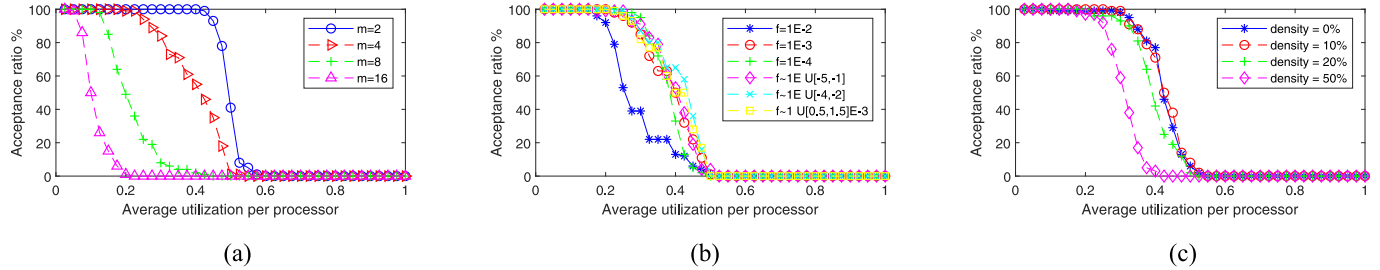 Acceptance ratio %
100
80
60
40
20
0
0
0.2
0.4
0.6
0.8
1
Average utilization per processor
m=2
m=4
m=8
m=16
(a)
Acceptance ratio %
100
80
60
40
20
0
0
0.2
0.4
0.6
0.8
1
Average utilization per processor
f=1E-2
f=1E-3
f=1E-4
f~1E U[-5,-1]
f~1E U[-4,-2]
f~1 U[0.5,1.5]E-3
(b)
Acceptance ratio %
100
80
60
40
20
0
0
0.2
0.4
0.6
0.8
1
Average utilization per processor
density = 0%
density = 10%
density = 20%
density = 50%
(c)